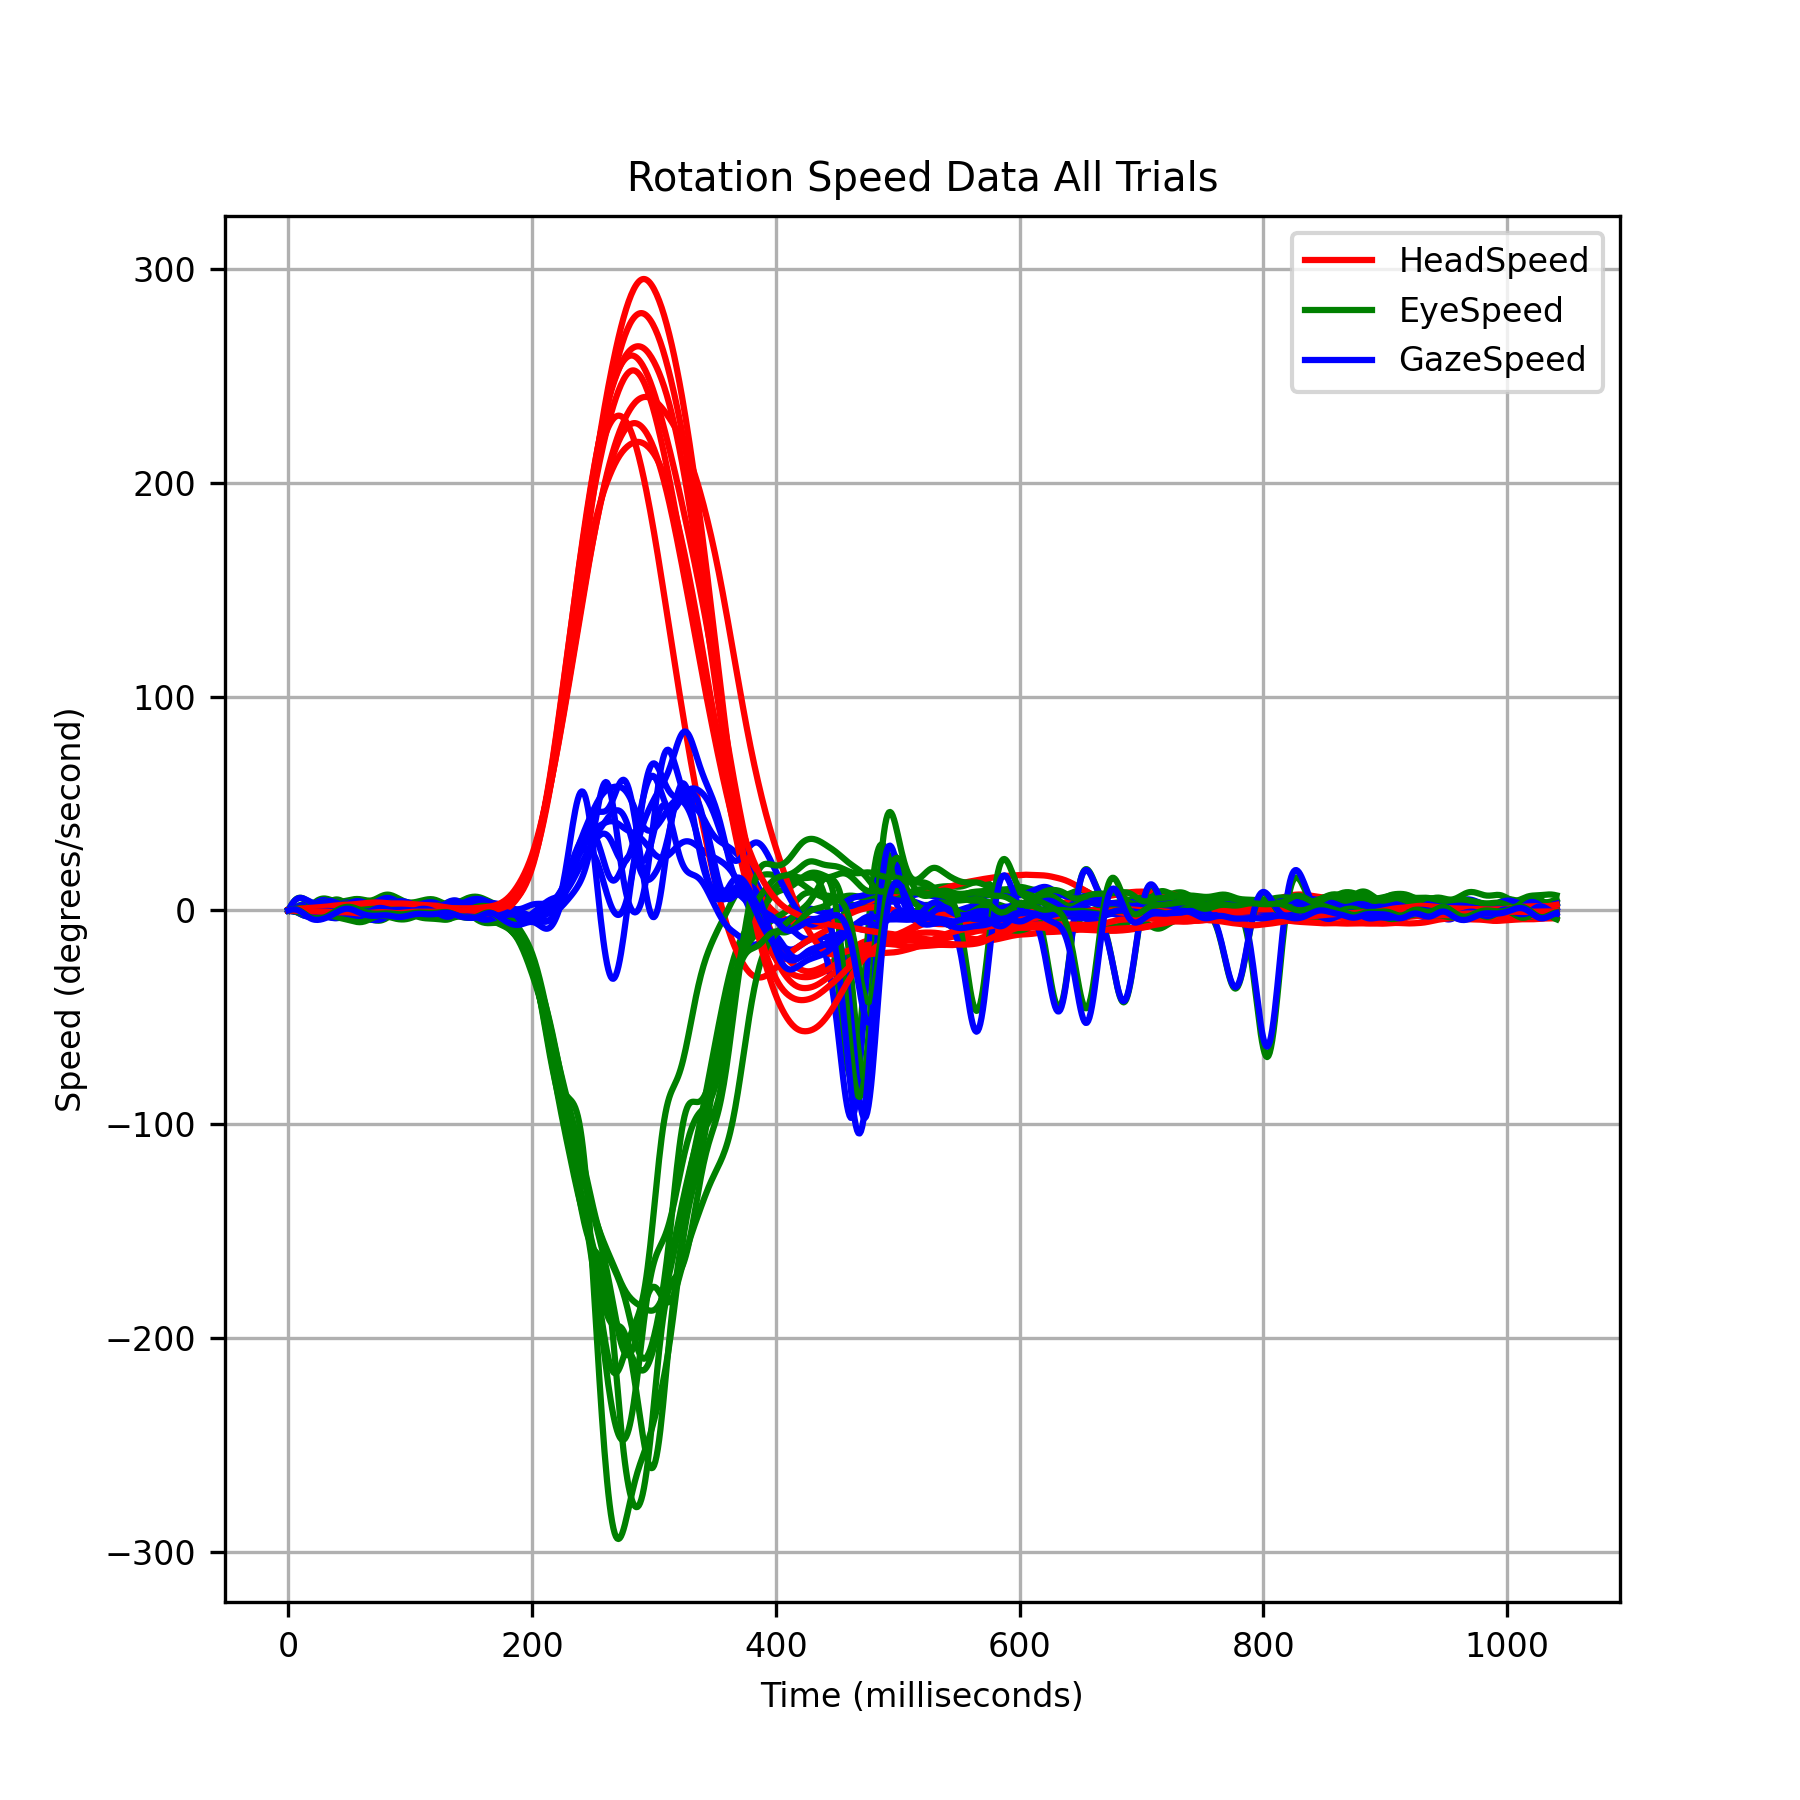 Rotation Speed Data All Trials
HeadSpeed
EyeSpeed
GazeSpeed
Speed (degrees/second)
300
200
100
0
−100
−200
−300
0 200 400 600 800 1000
Time (milliseconds)